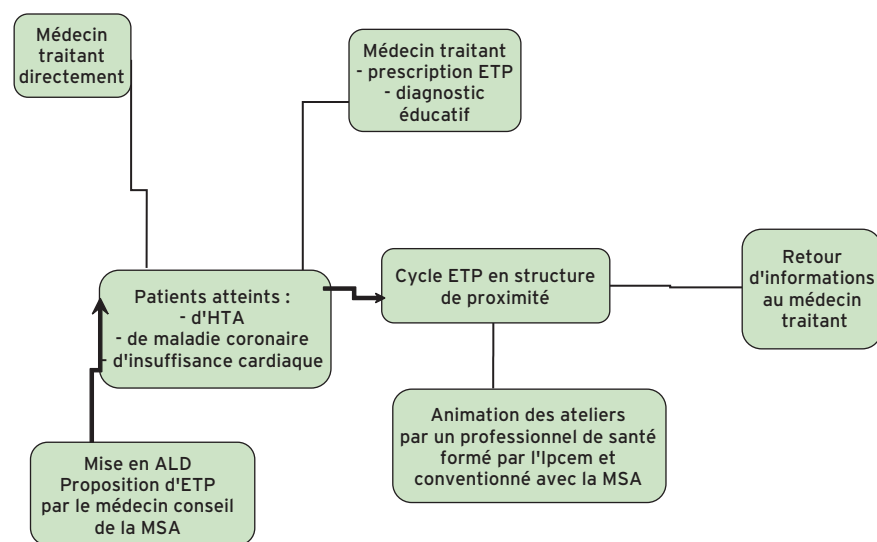 Médecin
traitant
directement
Médecin traitant
- prescription ETP
- diagnostic
éducatif
Patients atteints :
- d'HTA
- de maladie coronaire
- d'insuffisance cardiaque
Cycle ETP en structure
de proximité
Retour
d'informations
au médecin
traitant
Mise en ALD
Proposition d'ETP
par le médecin conseil
de la MSA
Animation des ateliers
par un professionnel de santé
formé par l'Ipcem et
conventionné avec la MSA